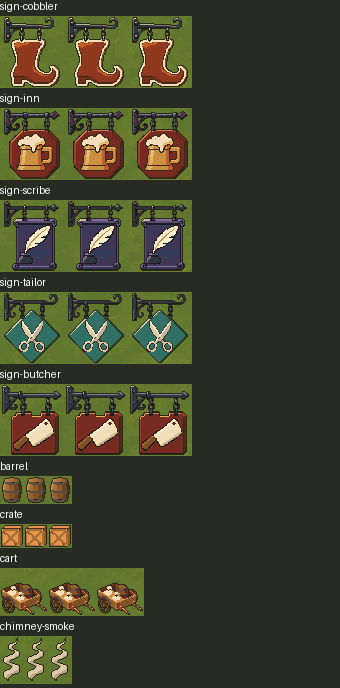 sign-cobbler
sign-inn
sign-scribe
sign-tailor
sign-butcher
barrel
crate
cart
chimney-smoke